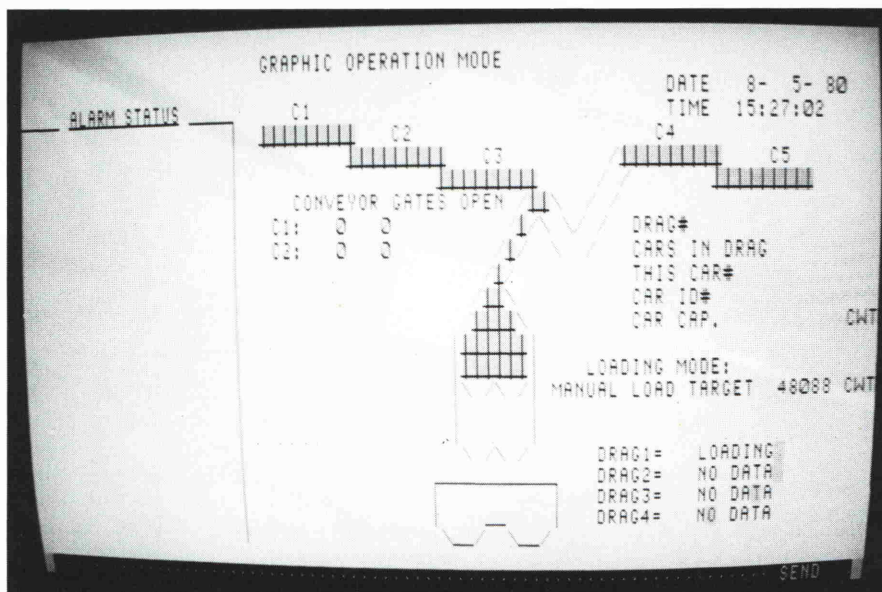 GRAPHIC OPERATION MODE
DATE 8- 5- 80
TIME 15:27:02
ALARM STATUS
C1
C2
C3
C4
C5
CONVEYOR GATES OPEN
C1: 0 0
C2: 0 0
DRAG#
CARS IN DRAG
THIS CAR#
CAR ID#
CAR CAP. CWT
LOADING MODE:
MANUAL LOAD TARGET 48088 CWT
DRAG1= LOADING
DRAG2= NO DATA
DRAG3= NO DATA
DRAG4= NO DATA
SEND